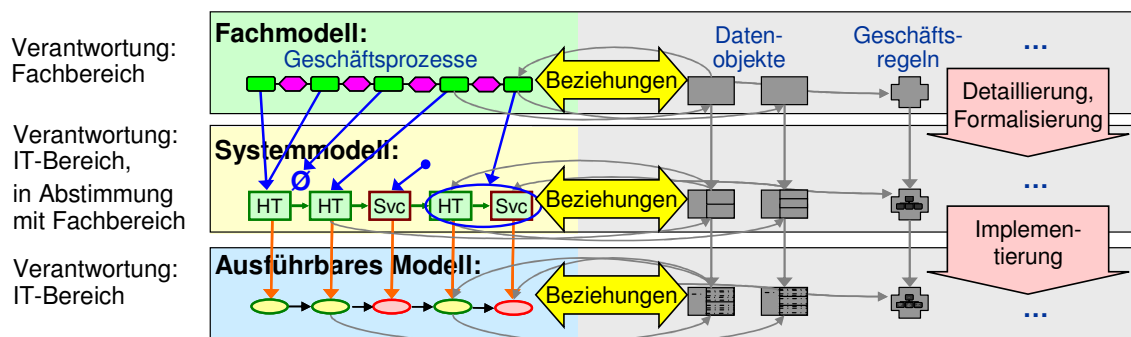 Verantwortung:
Fachbereich
Fachmodell:
Geschäftsprozesse
Beziehungen
Daten-
objekte
Geschäfts-
regeln
...
Detaillierung,
Formalisierung
Verantwortung:
IT-Bereich,
in Abstimmung
mit Fachbereich
Systemmodell:
Ø
HT
HT
Svc
HT
Svc
Beziehungen
...
Implemen-
tierung
Verantwortung:
IT-Bereich
Ausführbares Modell:
Beziehungen
...